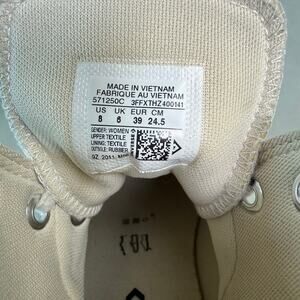 MADE IN VIETNAM
FABRIQUE AU VIETNAM
571250C 3FFXTHZ400141
US UK EUR CM
8 6 39 24.5
GENDER: WOMEN
UPPER: TEXTILE
LINING: TEXTILE
OUTSOLE: RUBBER